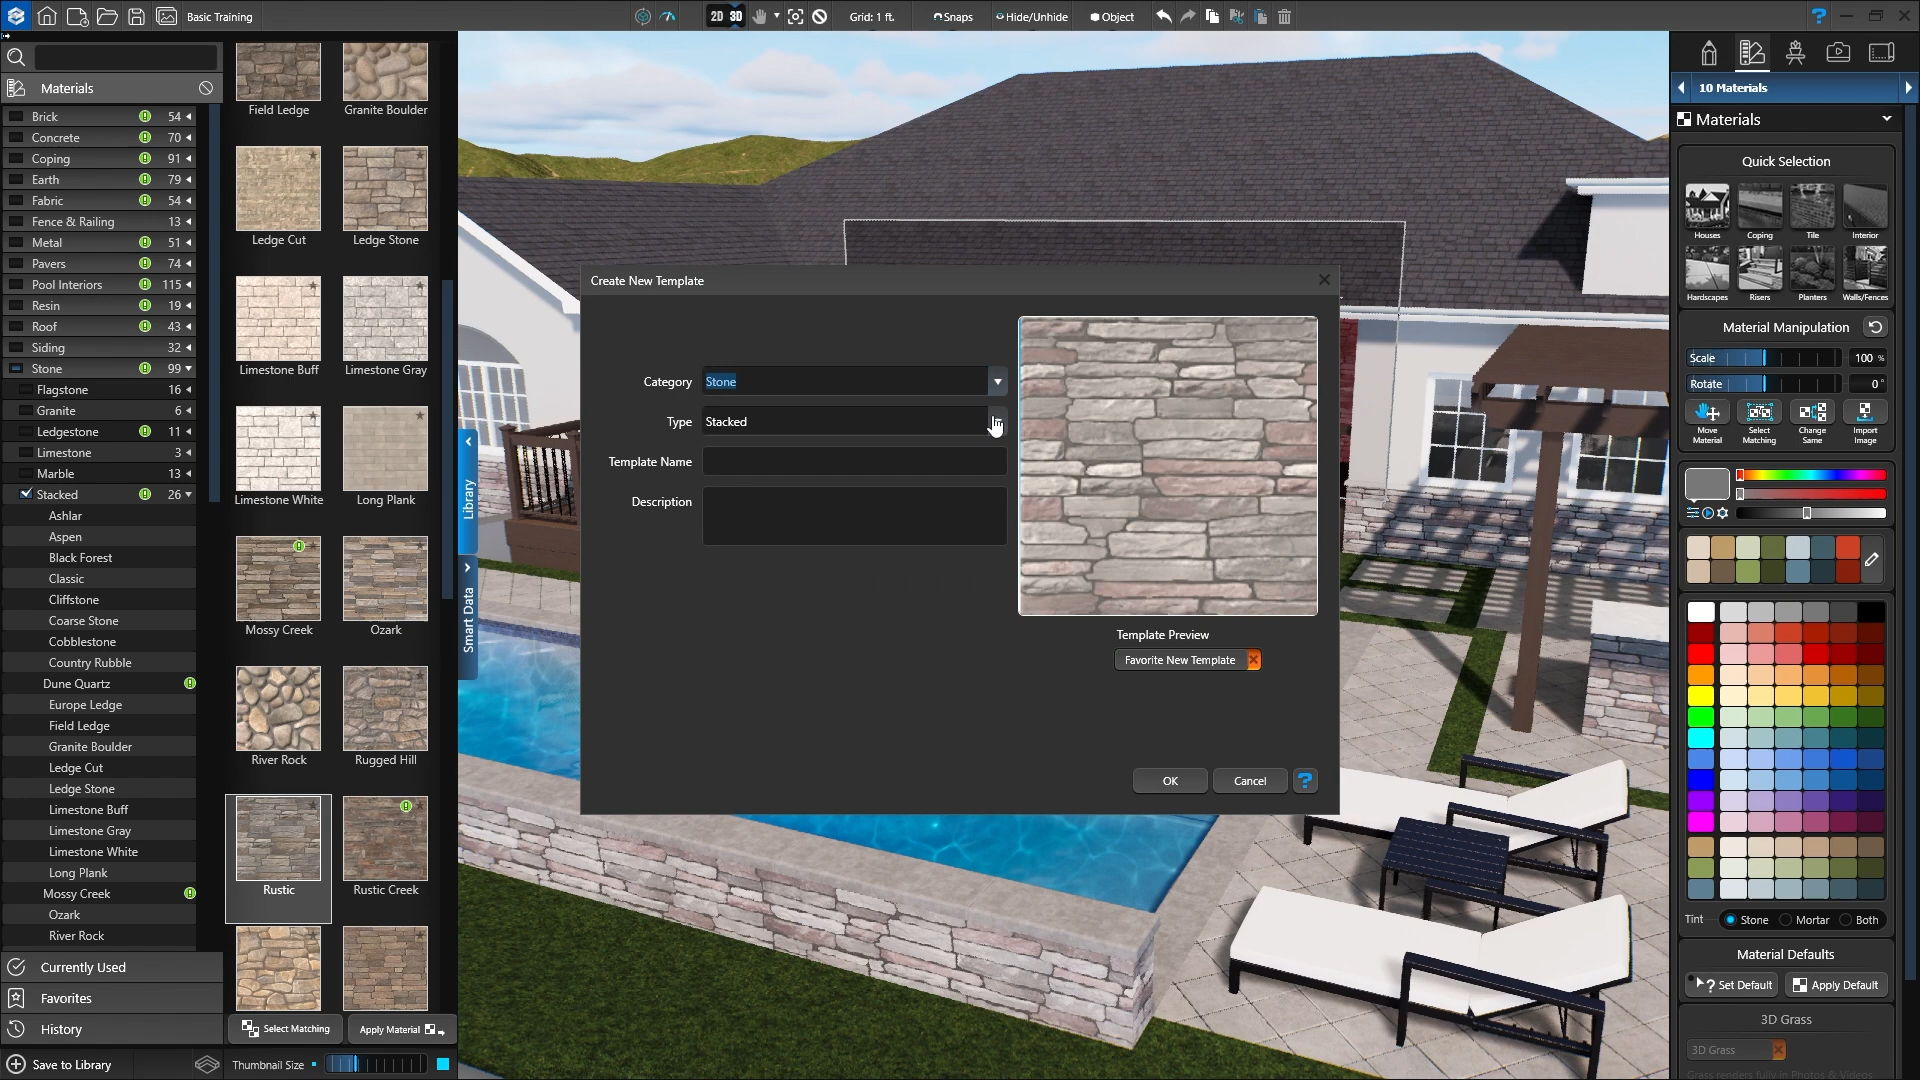 Basic Training
2D 3D
Grid: 1 ft.
Snaps
Hide/Unhide
Object
?
Materials
Brick 54
Concrete 70
Coping 91
Earth 79
Fabric 54
Fence & Railing 13
Metal 51
Pavers 74
Pool Interiors 115
Resin 19
Roof 43
Siding 32
Stone 99
Flagstone 16
Granite 6
Ledgestone 11
Limestone 3
Marble 13
Stacked 26
Ashlar
Aspen
Black Forest
Classic
Cliffstone
Coarse Stone
Cobblestone
Country Rubble
Dune Quartz
Europe Ledge
Field Ledge
Granite Boulder
Ledge Cut
Ledge Stone
Limestone Buff
Limestone Gray
Limestone White
Long Plank
Mossy Creek
Ozark
River Rock
Currently Used
Favorites
History
Save to Library
Field Ledge
Granite Boulder
Ledge Cut
Ledge Stone
Limestone Buff
Limestone Gray
Limestone White
Long Plank
Mossy Creek
Ozark
River Rock
Rugged Hill
Rustic
Rustic Creek
Select Matching
Apply Material
Thumbnail Size
Library
Smart Data
Create New Template
Category Stone
Type Stacked
Template Name
Description
Template Preview
Favorite New Template
OK
Cancel
?
10 Materials
Materials
Quick Selection
Houses
Coping
Tile
Interior
Hardscapes
Risers
Planters
Walls/Fences
Material Manipulation
Scale 100 %
Rotate 0°
Move Material
Select Matching
Change Same
Import Image
Tint Stone Mortar Both
Material Defaults
? Set Default
Apply Default
3D Grass
3D Grass
Grass renders fully in Photos & Videos